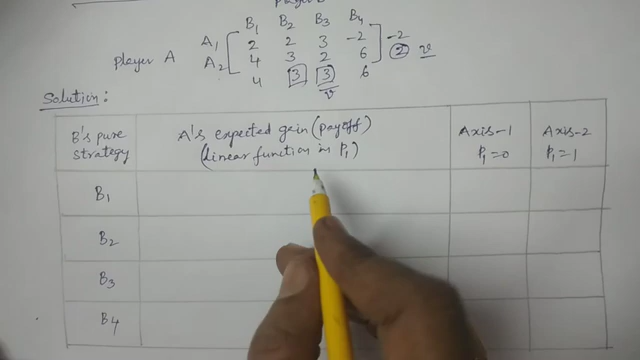 B1 B2 B3 B4
Player A A1 2 2 3 -2 -2
A2 4 3 2 6 2 v
4 3 3 6
v
Solution:
B's pure strategy
A's expected gain (payoff)
(linear function in P1)
Axis-1
P1=0
Axis-2
P1=1
B1
B2
B3
B4